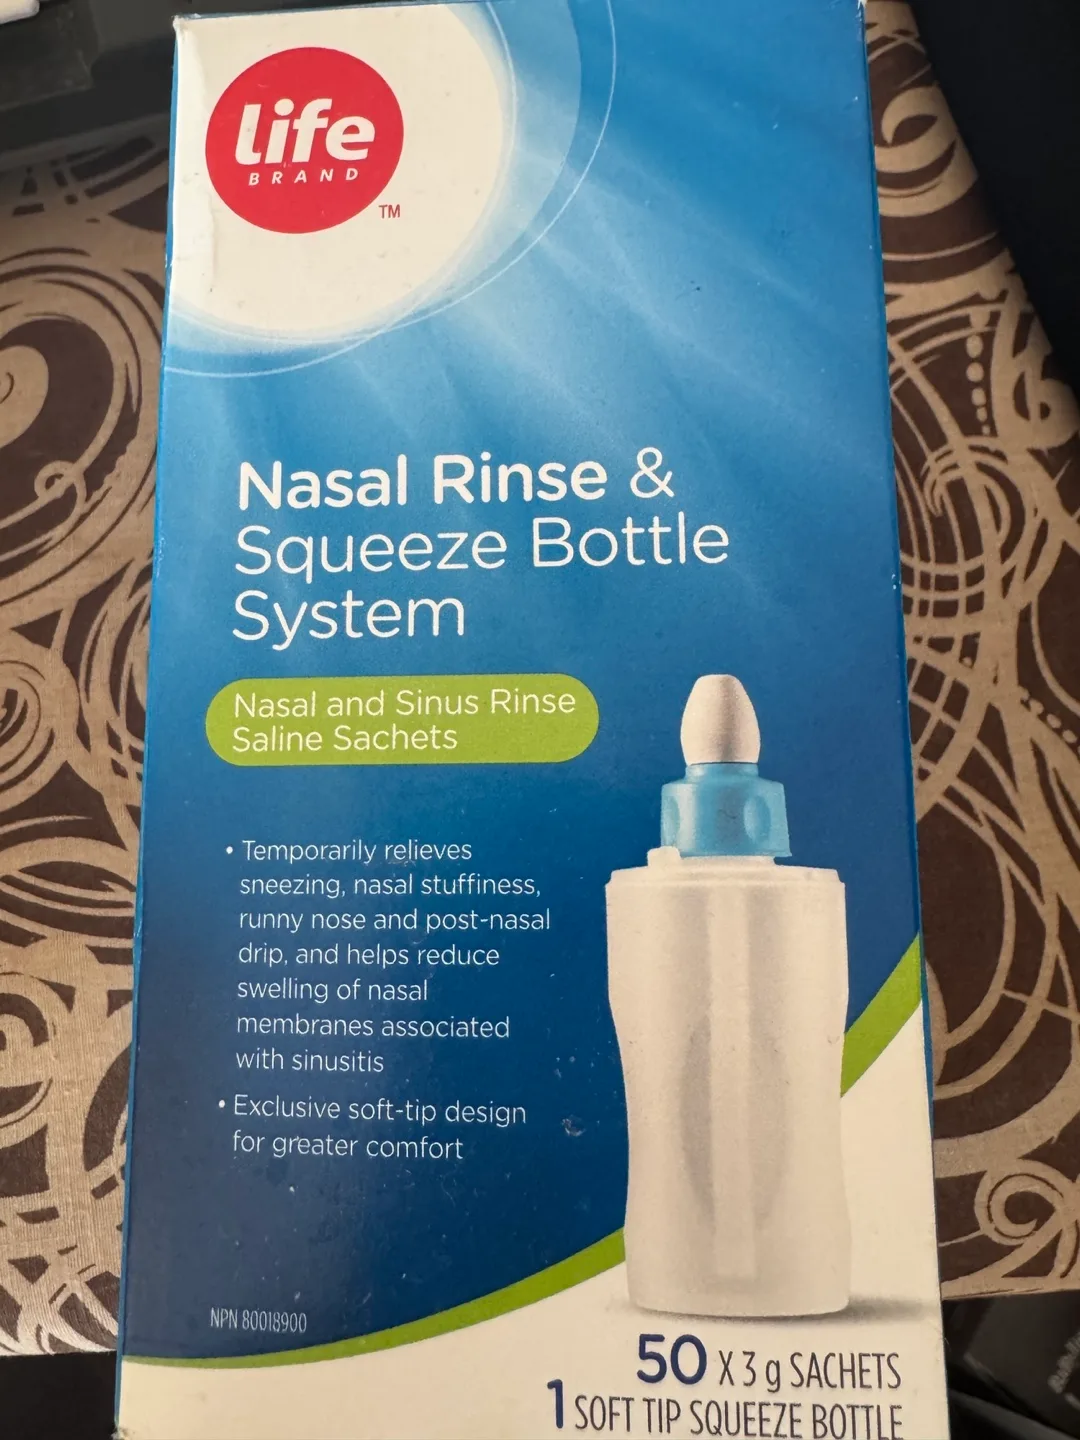 life
BRAND
TM
Nasal Rinse &
Squeeze Bottle
System
Nasal and Sinus Rinse
Saline Sachets
• Temporarily relieves
sneezing, nasal stuffiness,
runny nose and post-nasal
drip, and helps reduce
swelling of nasal
membranes associated
with sinusitis
• Exclusive soft-tip design
for greater comfort
NPN 80018900
50 X 3 g SACHETS
1 SOFT TIP SQUEEZE BOTTLE